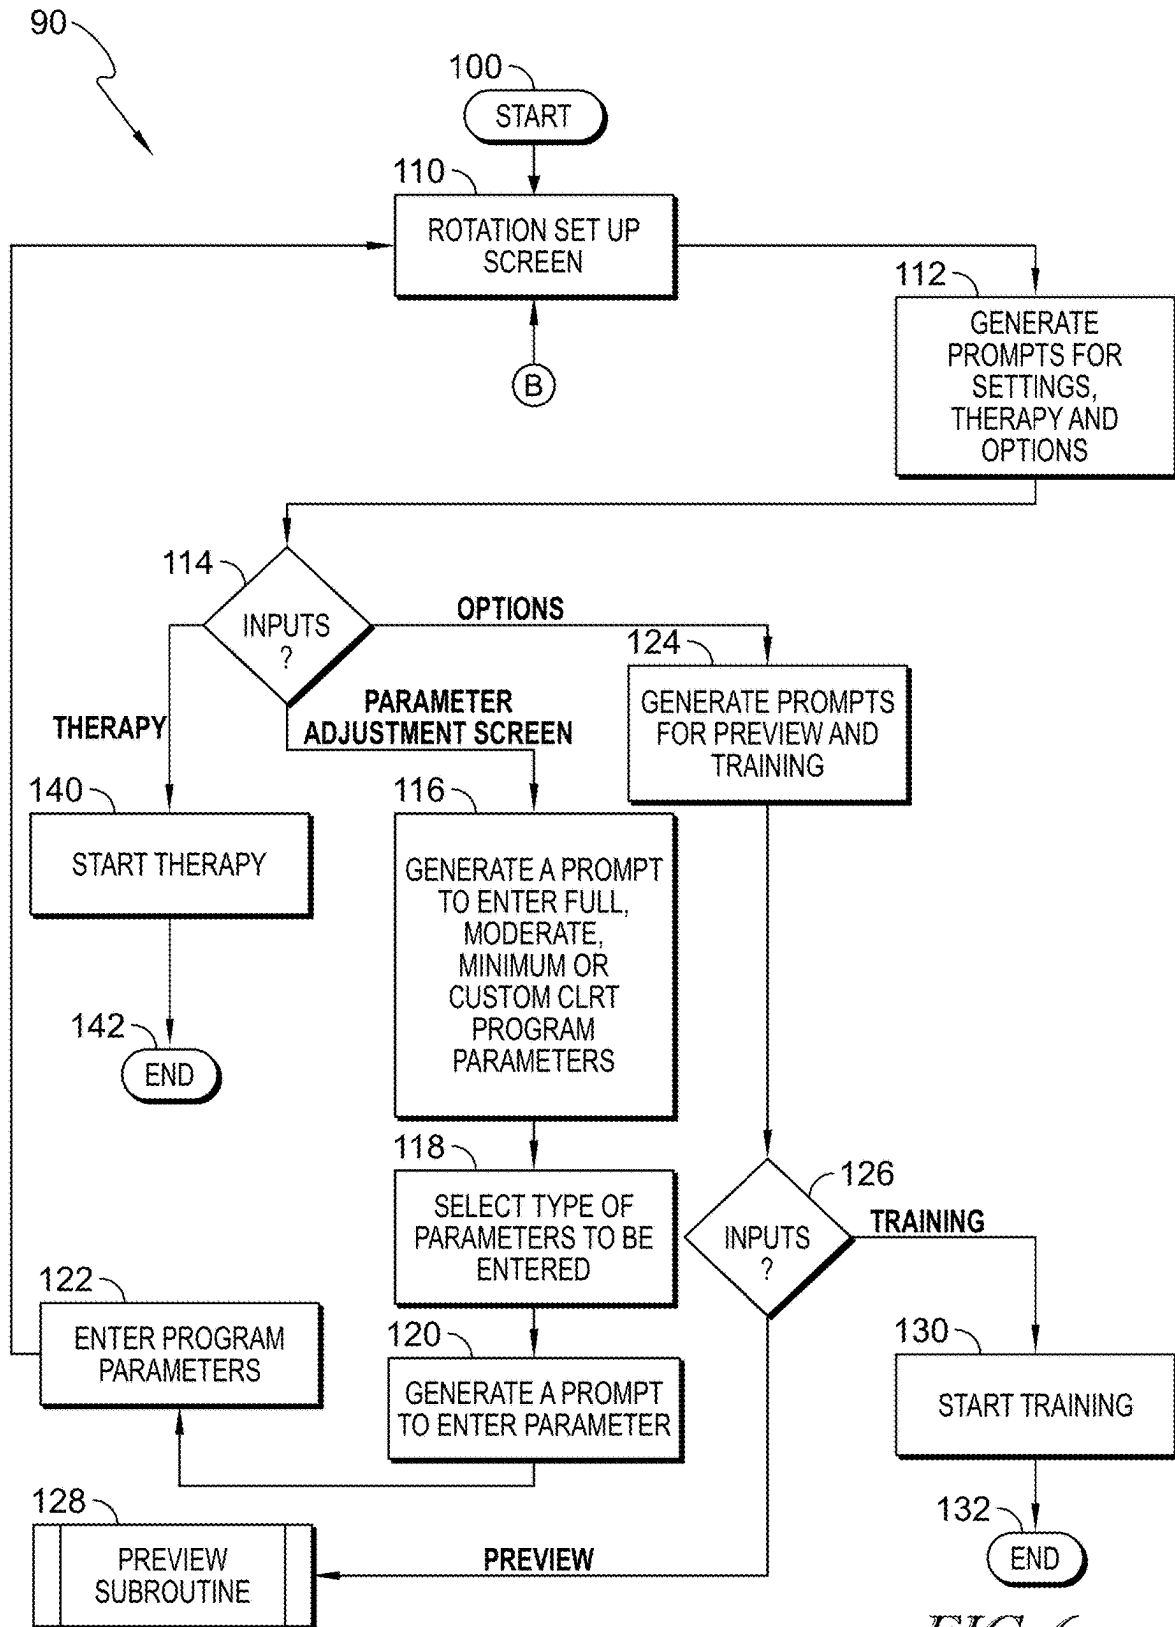 90
100
START
110
ROTATION SET UP
SCREEN
112
GENERATE
PROMPTS FOR
SETTINGS,
THERAPY AND
OPTIONS
B
114
INPUTS
?
OPTIONS
THERAPY
PARAMETER
ADJUSTMENT SCREEN
124
GENERATE PROMPTS
FOR PREVIEW AND
TRAINING
140
START THERAPY
142
END
116
GENERATE A PROMPT
TO ENTER FULL,
MODERATE,
MINIMUM OR
CUSTOM CLRT
PROGRAM
PARAMETERS
118
SELECT TYPE OF
PARAMETERS TO BE
ENTERED
126
INPUTS
?
TRAINING
122
ENTER PROGRAM
PARAMETERS
120
GENERATE A PROMPT
TO ENTER PARAMETER
130
START TRAINING
132
END
128
PREVIEW
SUBROUTINE
PREVIEW
FIG. 6